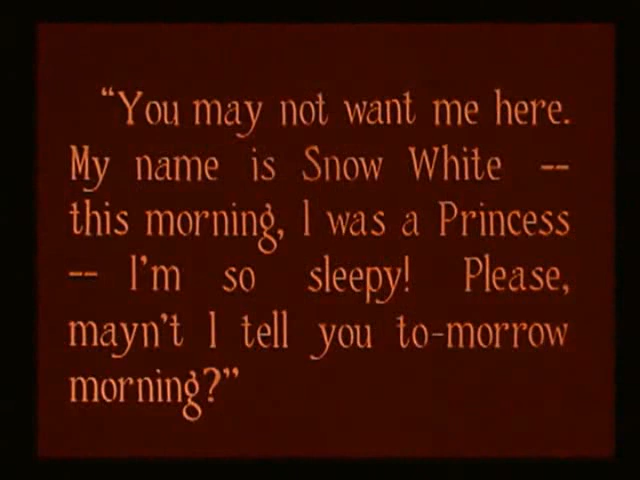 “You may not want me here.
My name is Snow White --
this morning, I was a Princess
-- I'm so sleepy! Please,
mayn't I tell you to-morrow
morning?”